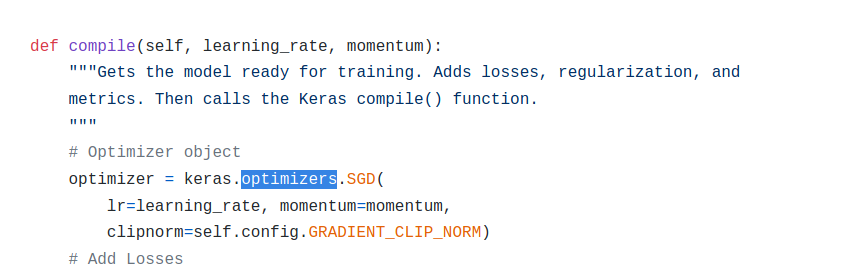 def compile(self, learning_rate, momentum):
    """Gets the model ready for training. Adds losses, regularization, and
    metrics. Then calls the Keras compile() function.
    """
    # Optimizer object
    optimizer = keras.optimizers.SGD(
        lr=learning_rate, momentum=momentum,
        clipnorm=self.config.GRADIENT_CLIP_NORM)
    # Add Losses